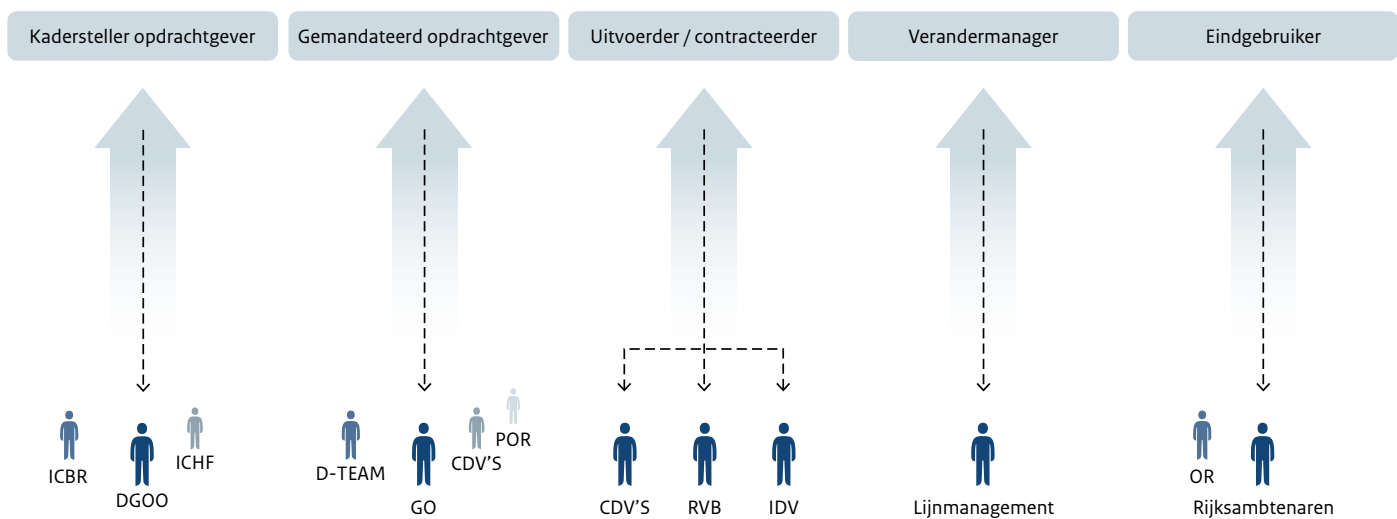 Kadersteller opdrachtgever
Gemandateerd opdrachtgever
Uitvoerder / contracteerder
Verandermanager
Eindgebruiker
ICBR
DGOO
ICHF
D-TEAM
GO
CDV'S
POR
CDV'S
RVB
IDV
Lijnmanagement
OR
Rijksambtenaren